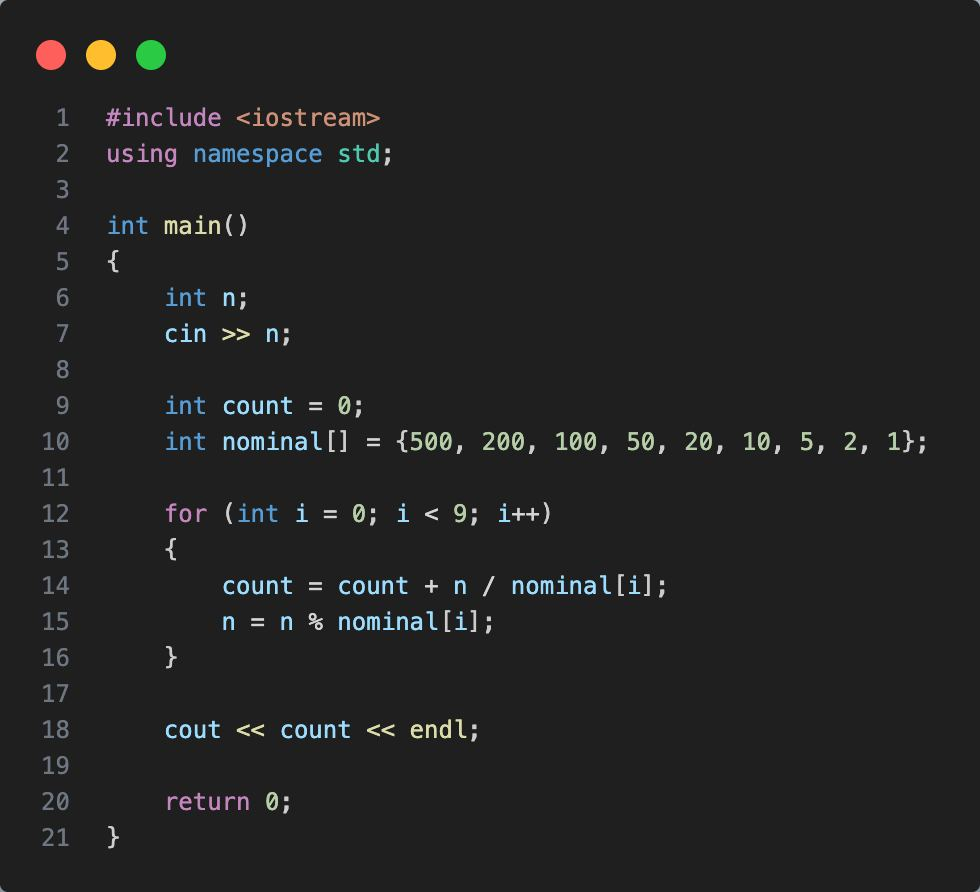 1 #include <iostream>
2 using namespace std;
3
4 int main()
5 {
6     int n;
7     cin >> n;
8
9     int count = 0;
10     int nominal[] = {500, 200, 100, 50, 20, 10, 5, 2, 1};
11
12     for (int i = 0; i < 9; i++)
13     {
14         count = count + n / nominal[i];
15         n = n % nominal[i];
16     }
17
18     cout << count << endl;
19
20     return 0;
21 }